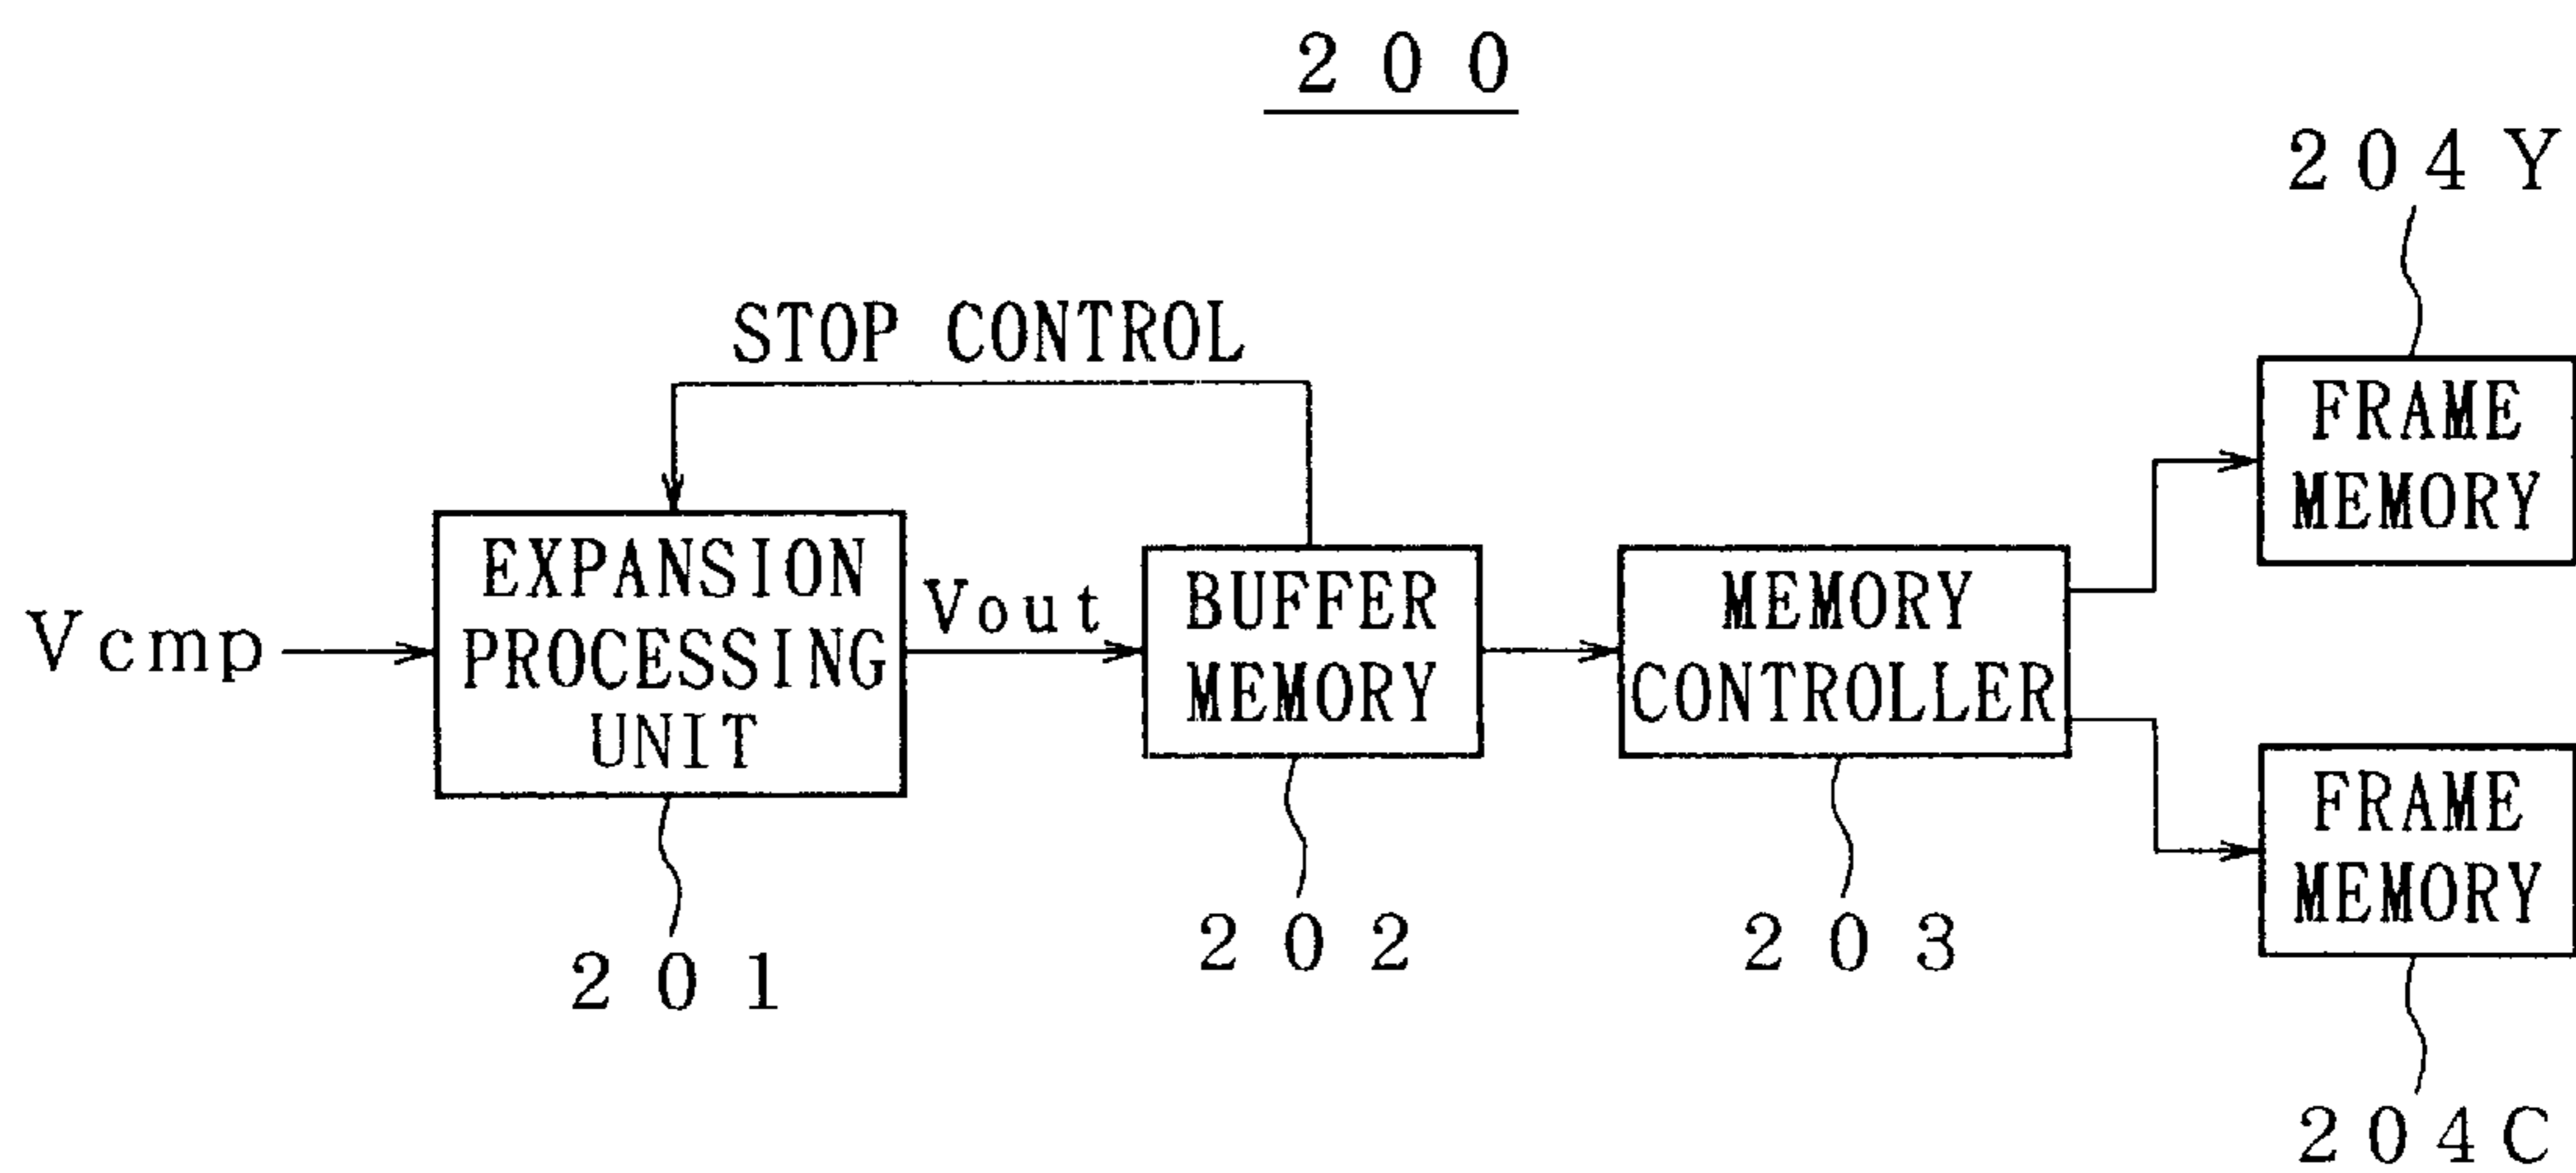 200
204Y
STOP CONTROL
FRAME
MEMORY
EXPANSION
PROCESSING
UNIT
Vcmp
Vout
BUFFER
MEMORY
MEMORY
CONTROLLER
FRAME
MEMORY
201
202
203
204C